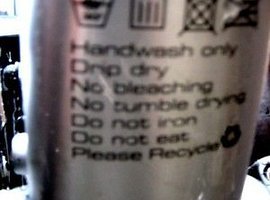 Handwash only
Drip dry
No bleaching
No tumble drying
Do not iron
Do not eat
Please Recycle